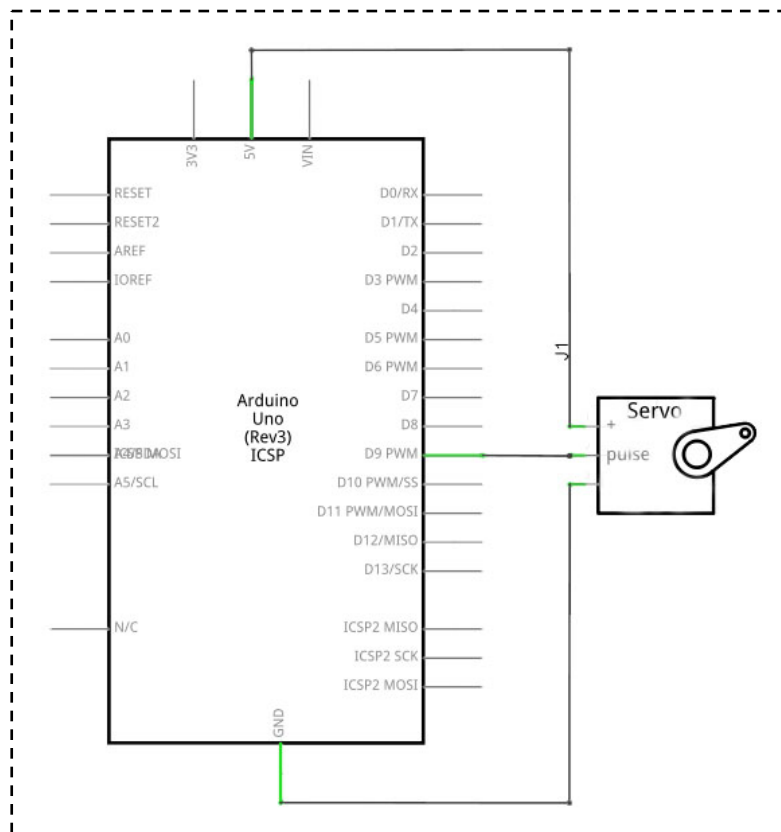 3V3
5V
VIN
RESET
RESET2
AREF
IOREF
A0
A1
A2
A3
A5/SCL
N/C
Arduino
Uno
(Rev3)
ICSP
D0/RX
D1/TX
D2
D3 PWM
D4
D5 PWM
D6 PWM
D7
D8
D9 PWM
D10 PWM/SS
D11 PWM/MOSI
D12/MISO
D13/SCK
ICSP2 MISO
ICSP2 SCK
ICSP2 MOSI
GND
J1
Servo
+
pulse
-